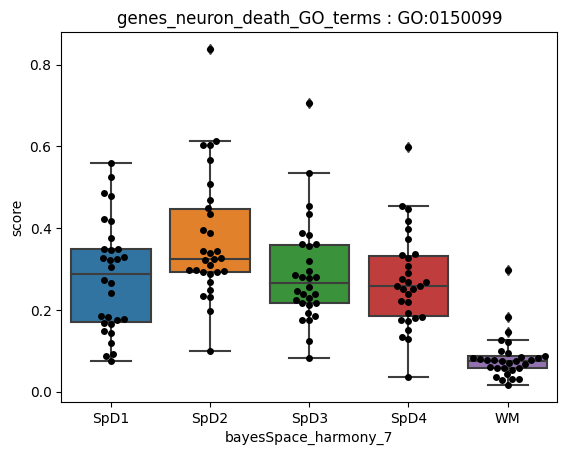 genes_neuron_death_GO_terms : GO:0150099
score
0.8
0.6
0.4
0.2
0.0
SpD1 SpD2 SpD3 SpD4 WM
bayesSpace_harmony_7